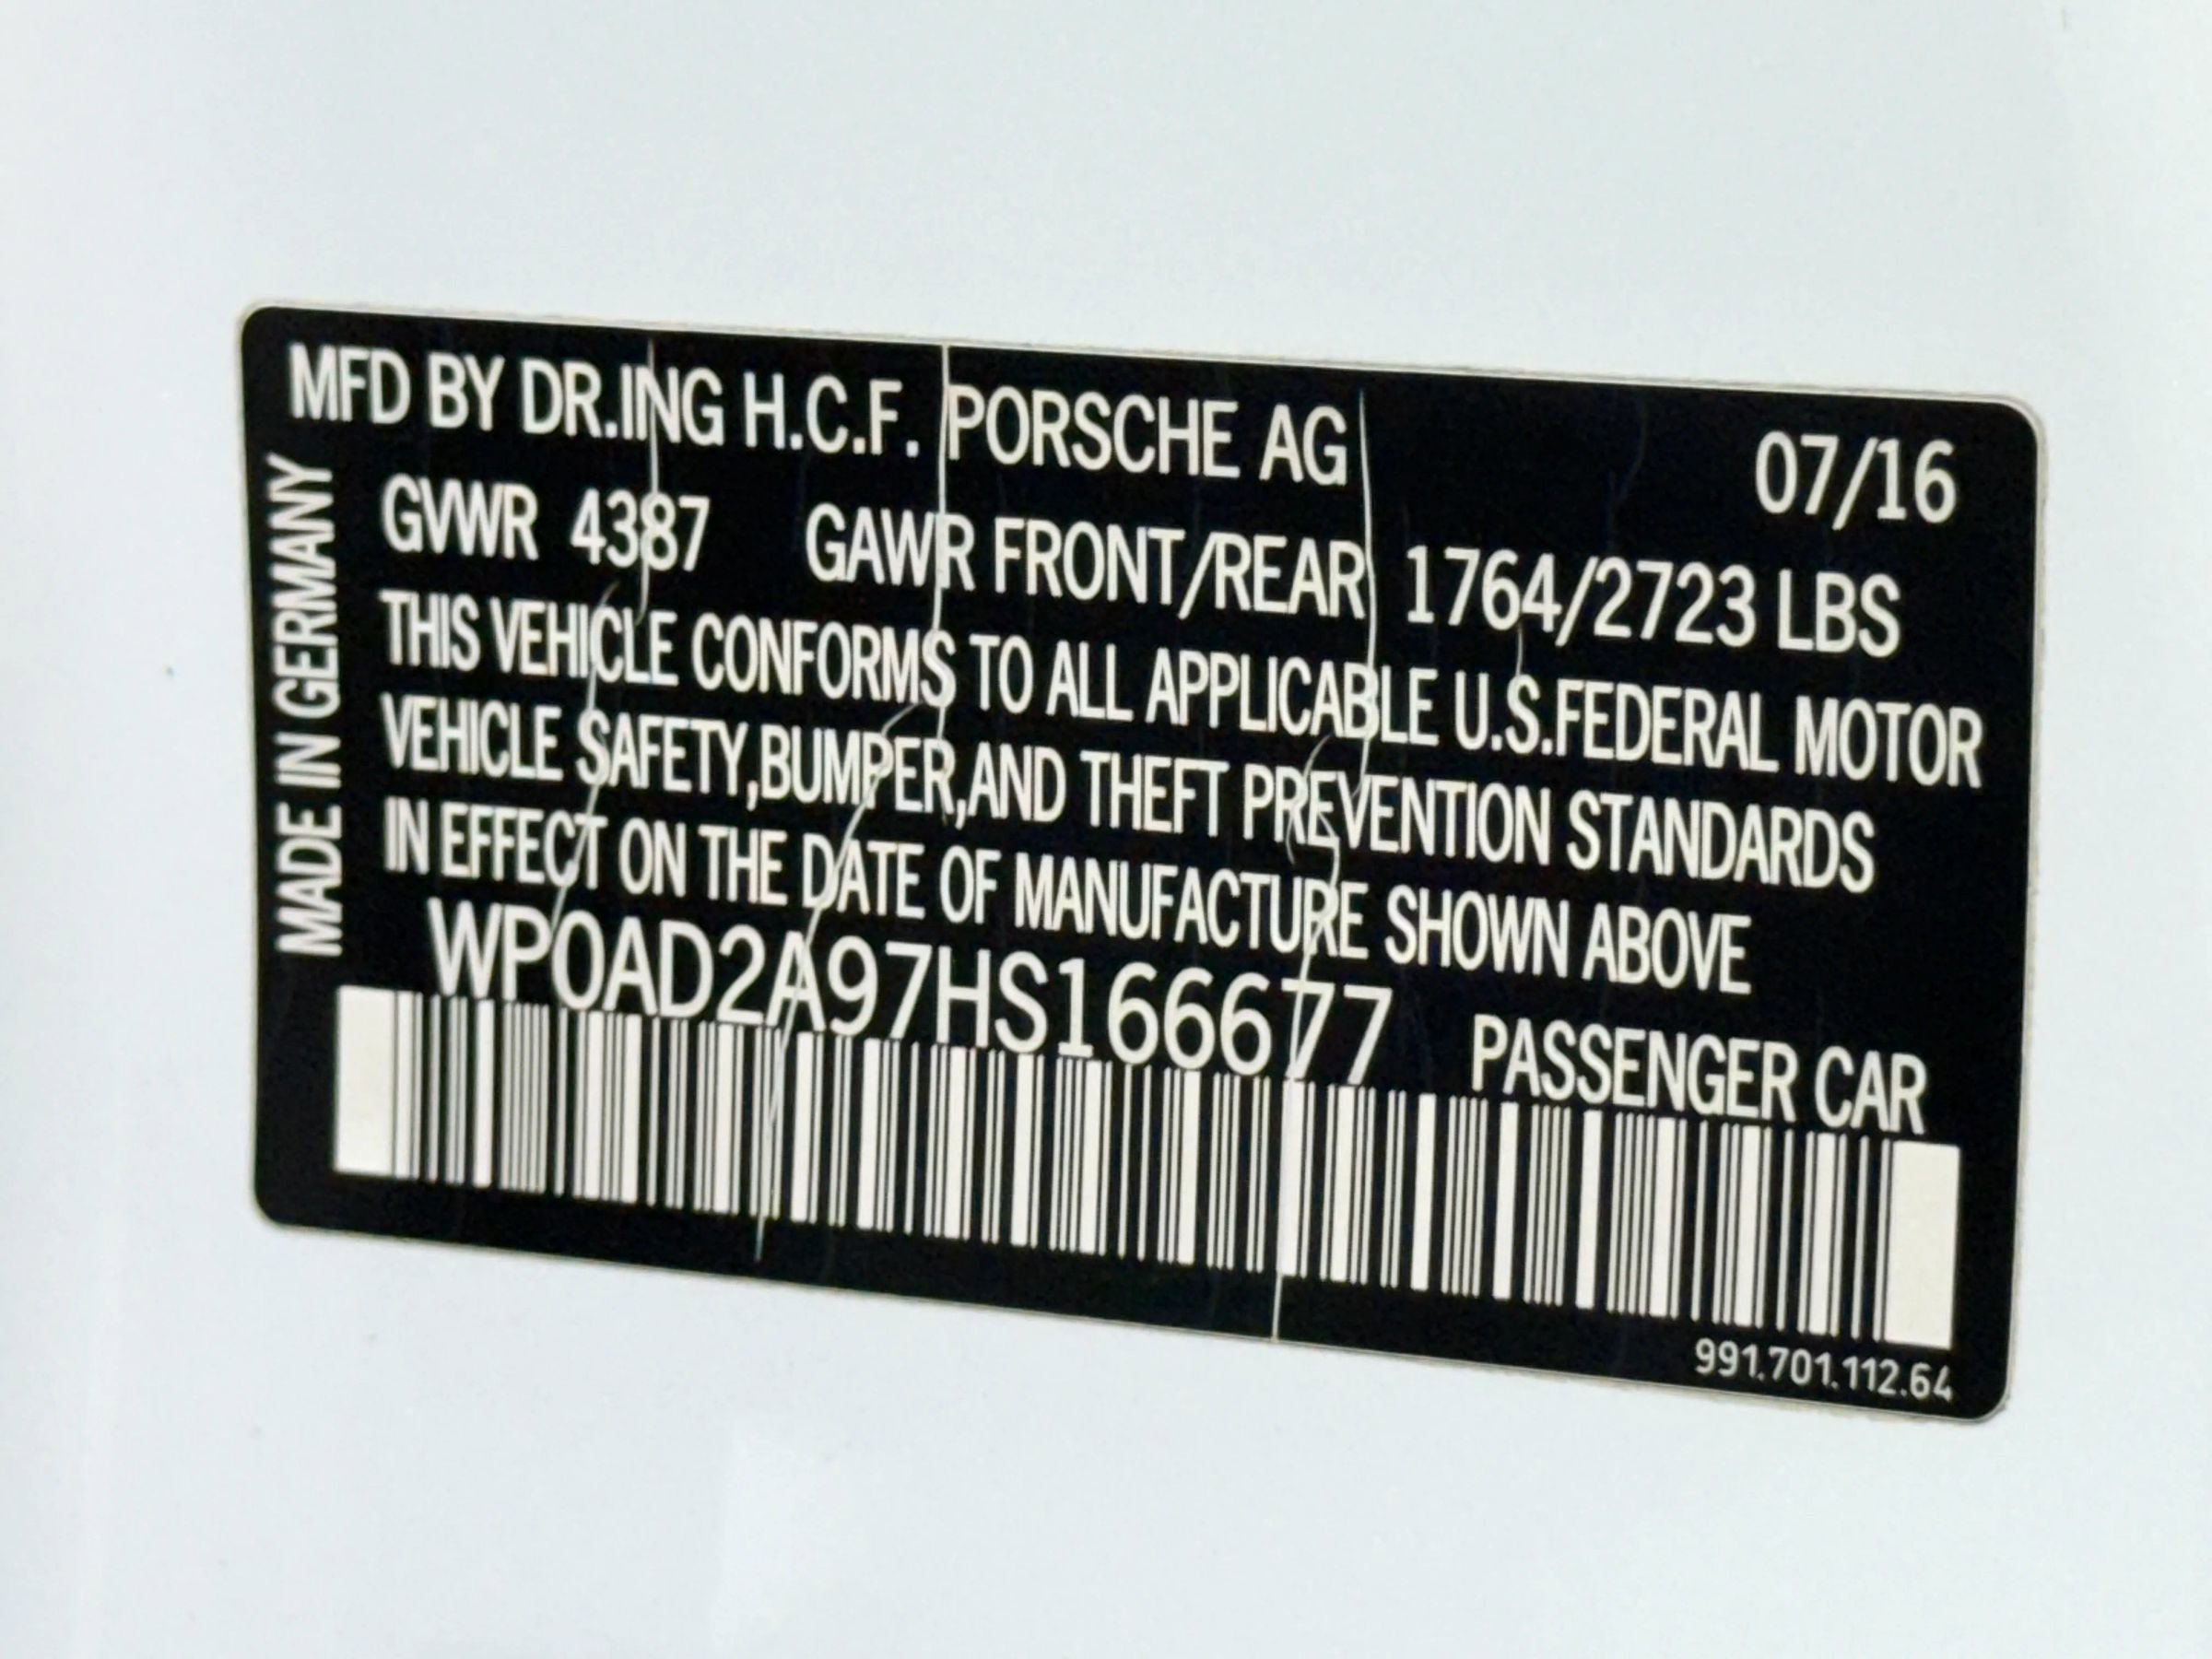 MFD BY DR.ING H.C.F. PORSCHE AG 07/16
MADE IN GERMANY
GVWR 4387 GAWR FRONT/REAR 1764/2723 LBS
THIS VEHICLE CONFORMS TO ALL APPLICABLE U.S.FEDERAL MOTOR
VEHICLE SAFETY,BUMPER,AND THEFT PREVENTION STANDARDS
IN EFFECT ON THE DATE OF MANUFACTURE SHOWN ABOVE
WP0AD2A97HS166677 PASSENGER CAR
991.701.112.64